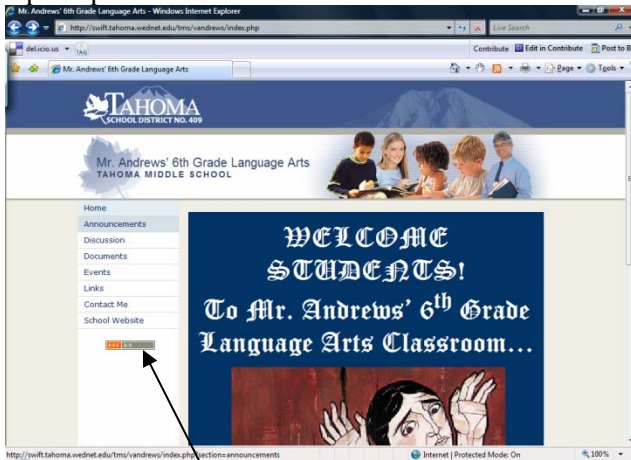 Mr. Andrews' 6th Grade Language Arts - Windows Internet Explorer
http://swift.tahoma.wednet.edu/tms/vandrews/index.php
Live Search
del.icio.us
TAG
Contribute Edit in Contribute Post to B
Mr. Andrews' 6th Grade Language Arts
Page Tools
TAHOMA
SCHOOL DISTRICT NO. 409
Mr. Andrews' 6th Grade Language Arts
TAHOMA MIDDLE SCHOOL
Home
Announcements
Discussion
Documents
Events
Links
Contact Me
School Website
WELCOME
STUDENTS!
To Mr. Andrews' 6th Grade
Language Arts Classroom...
http://swift.tahoma.wednet.edu/tms/vandrews/index.php?section=announcements
Internet | Protected Mode: On
100%